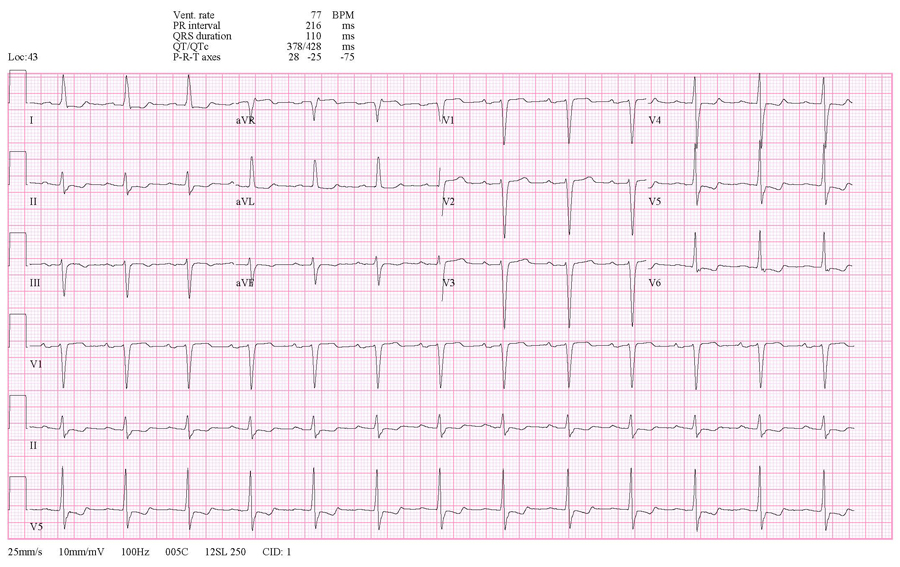 Vent. rate 77 BPM
PR interval 216 ms
QRS duration 110 ms
QT/QTc 378/428 ms
P-R-T axes 28 -25 -75
Loc:43
I aVR V1 V4
II aVL V2 V5
III aVF V3 V6
V1
II
V5
25mm/s 10mm/mV 100Hz 005C 12SL 250 CID: 1